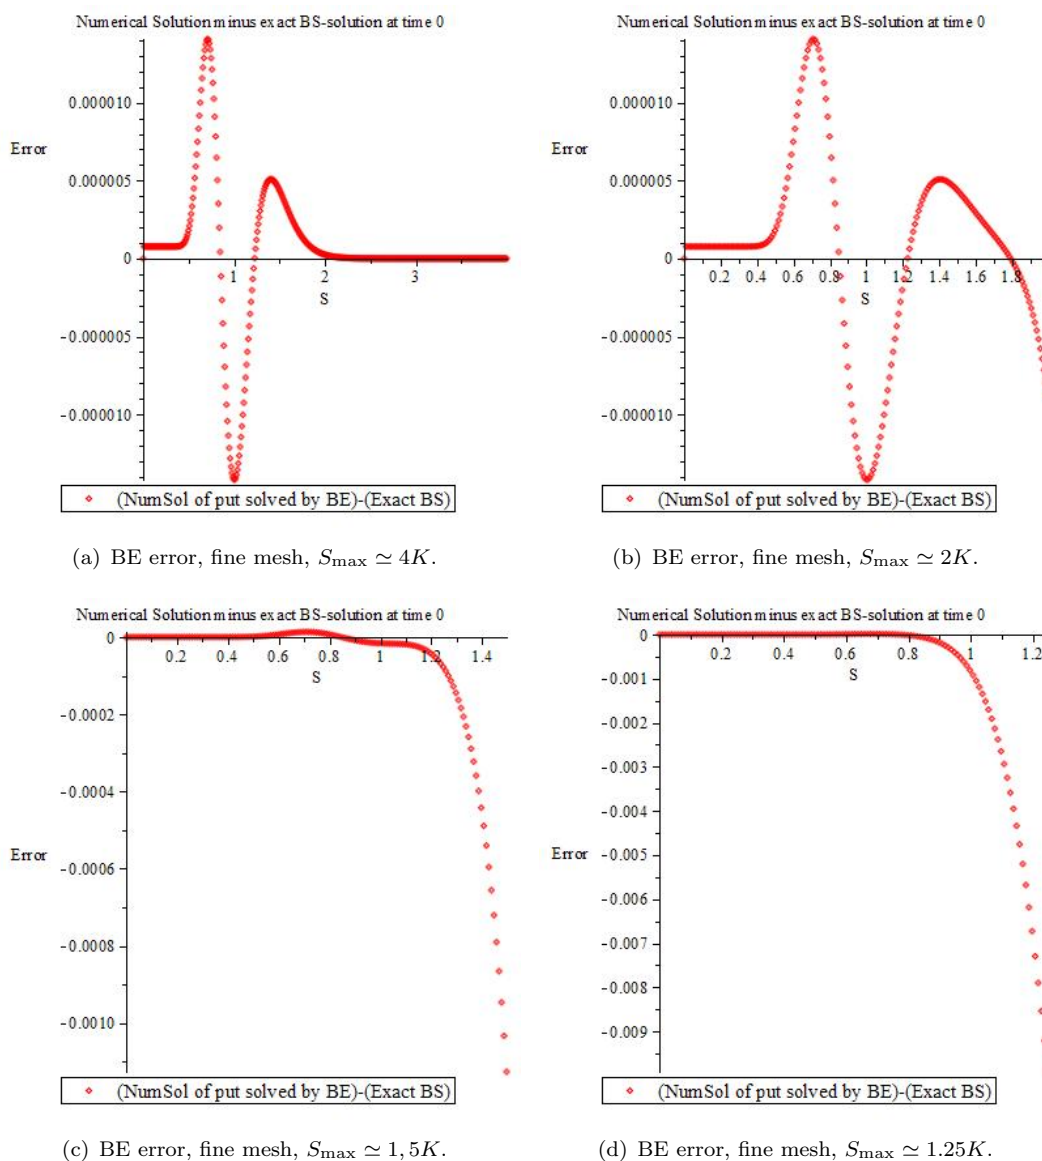 Numerical Solution minus exact BS-solution at time 0
0.000010
Error
0.000005
0
1
2
3
S
-0.000005
-0.000010
(NumSol of put solved by BE)-(Exact BS)
(a) BE error, fine mesh, S_max ≃ 4K.
Numerical Solution minus exact BS-solution at time 0
0.000010
Error
0.000005
0
0.2 0.4 0.6 0.8 1 1.2 1.4 1.6 1.8
S
-0.000005
-0.000010
(NumSol of put solved by BE)-(Exact BS)
(b) BE error, fine mesh, S_max ≃ 2K.
Numerical Solution minus exact BS-solution at time 0
0
0.2 0.4 0.6 0.8 1 1.2 1.4
S
-0.0002
-0.0004
Error
-0.0006
-0.0008
-0.0010
(NumSol of put solved by BE)-(Exact BS)
(c) BE error, fine mesh, S_max ≃ 1,5K.
Numerical Solution minus exact BS-solution at time 0
0
0.2 0.4 0.6 0.8 1 1.2
S
-0.001
-0.002
-0.003
-0.004
Error
-0.005
-0.006
-0.007
-0.008
-0.009
(NumSol of put solved by BE)-(Exact BS)
(d) BE error, fine mesh, S_max ≃ 1.25K.